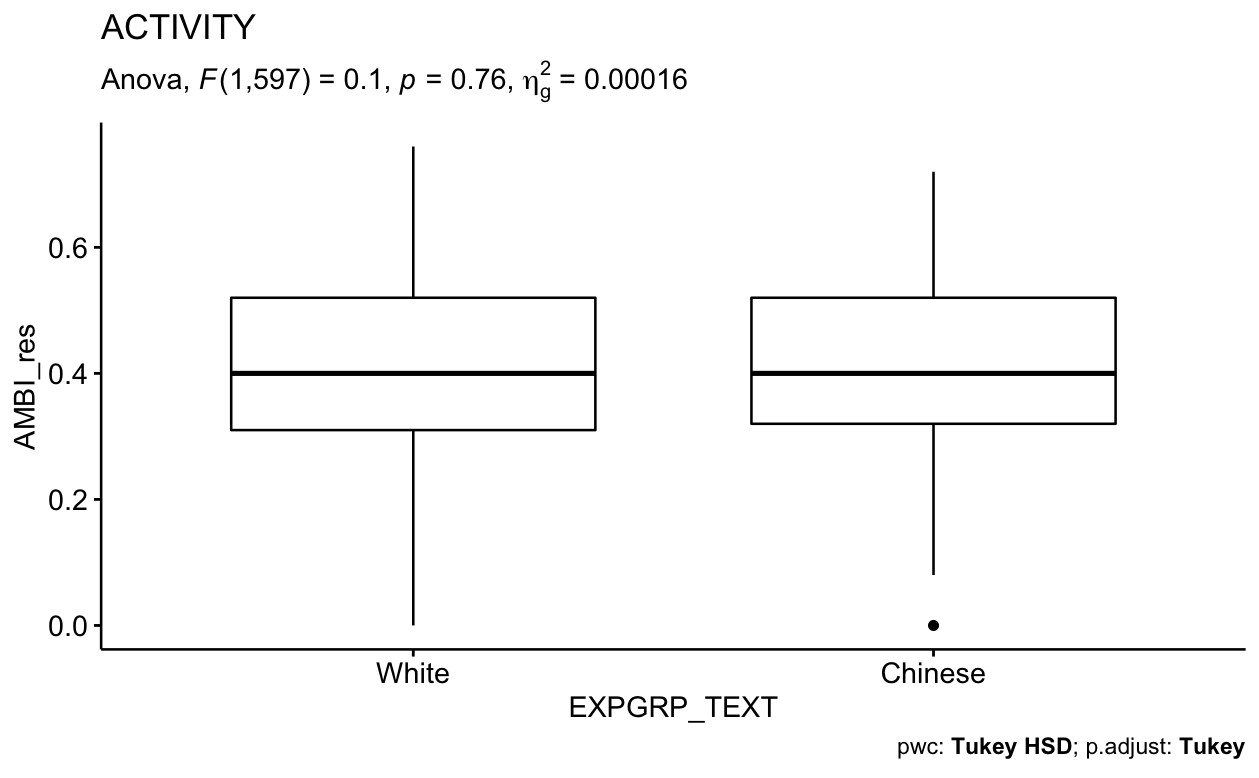 ACTIVITY
Anova, F(1,597) = 0.1, p = 0.76, η²g = 0.00016
AMBI_res
0.6
0.4
0.2
0.0
White
Chinese
EXPGRP_TEXT
pwc: Tukey HSD; p.adjust: Tukey